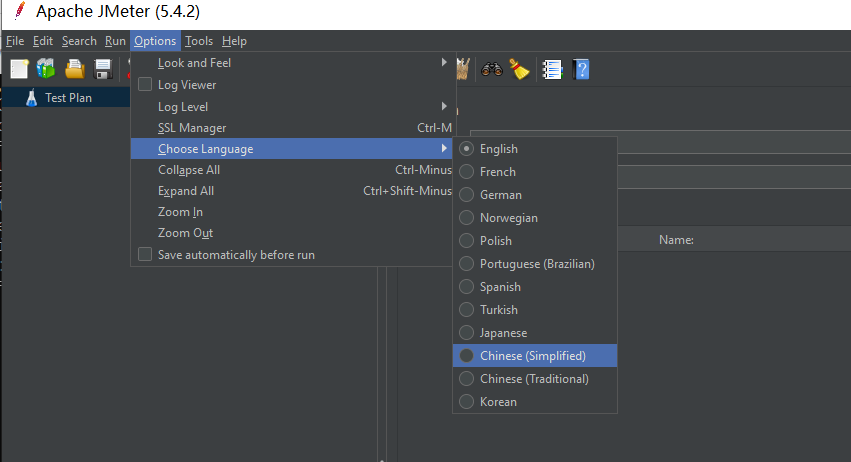 Apache JMeter (5.4.2)
File Edit Search Run Options Tools Help
Look and Feel
Log Viewer
Test Plan
Log Level
SSL Manager Ctrl-M
Choose Language
Collapse All Ctrl-Minus
Expand All Ctrl+Shift-Minus
Zoom In
Zoom Out
Save automatically before run
English
French
German
Norwegian
Polish
Portuguese (Brazilian)
Spanish
Turkish
Japanese
Chinese (Simplified)
Chinese (Traditional)
Korean
Name: